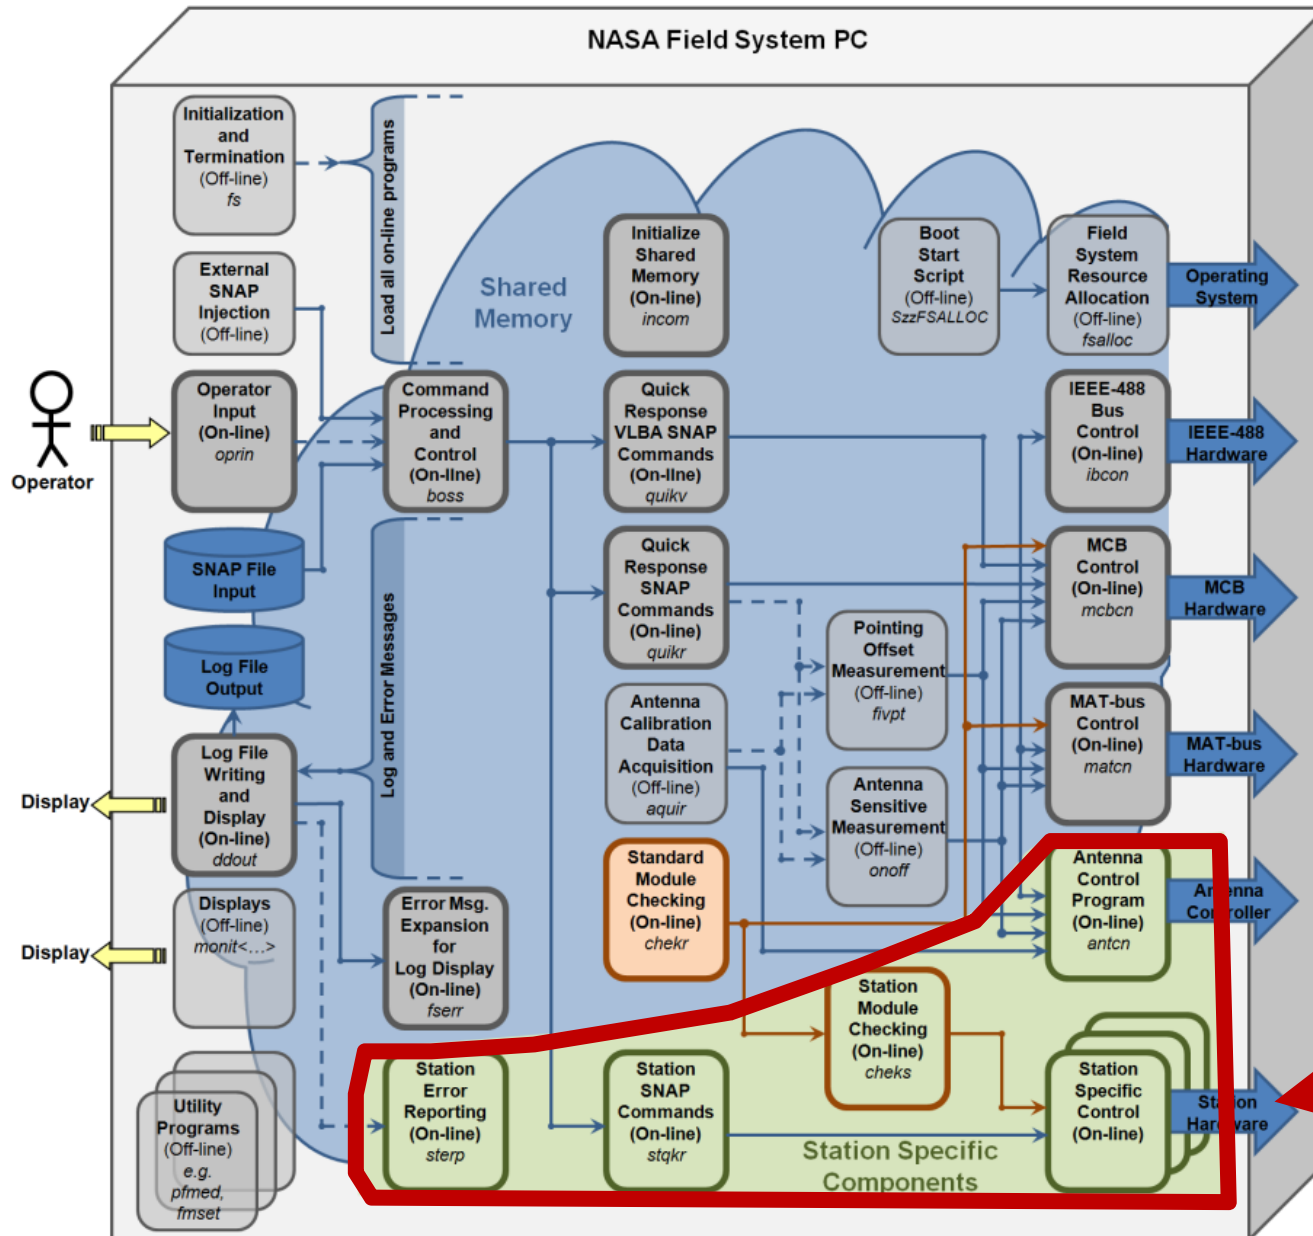 NASA Field System PC
Initialization
and
Termination
(Off-line)
fs
Load all on-line programs
External
SNAP
Injection
(Off-line)
Shared
Memory
Initialize
Shared
Memory
(On-line)
incom
Boot
Start
Script
(Off-line)
SzzFSALLOC
Field
System
Resource
Allocation
(Off-line)
fsalloc
Operating
System
Operator
Operator
Input
(On-line)
oprin
Command
Processing
and
Control
(On-line)
boss
Quick
Response
VLBA SNAP
Commands
(On-line)
quikv
IEEE-488
Bus
Control
(On-line)
ibcon
IEEE-488
Hardware
SNAP File
Input
Log File
Output
Log and Error Messages
Quick
Response
SNAP
Commands
(On-line)
quikr
Pointing
Offset
Measurement
(Off-line)
fivpt
MCB
Control
(On-line)
mcbcn
MCB
Hardware
Display
Log File
Writing
and
Display
(On-line)
ddout
Antenna
Calibration
Data
Acquisition
(Off-line)
aquir
Antenna
Sensitive
Measurement
(Off-line)
onoff
MAT-bus
Control
(On-line)
matcn
MAT-bus
Hardware
Display
Displays
(Off-line)
monit<...>
Error Msg.
Expansion
for
Log Display
(On-line)
fserr
Standard
Module
Checking
(On-line)
chekr
Antenna
Control
Program
(On-line)
antcn
Antenna
Controller
Station
Module
Checking
(On-line)
cheks
Utility
Programs
(Off-line)
e.g.
pfmed,
fmset
Station
Error
Reporting
(On-line)
sterp
Station
SNAP
Commands
(On-line)
stqkr
Station Specific
Components
Station
Specific
Control
(On-line)
Station
Hardware